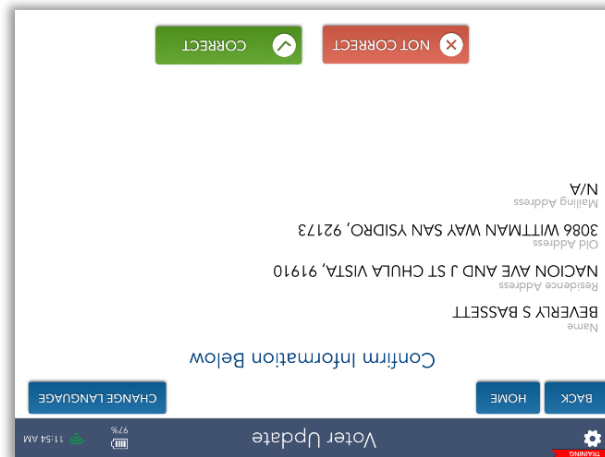 TRAINING
Voter Update
97%
11:54 AM
BACK
HOME
CHANGE LANGUAGE
Confirm Information Below
Name
BEVERLY S BASSETT
Residence Address
NACION AVE AND J ST CHULA VISTA, 91910
Old Address
3086 WITTMAN WAY SAN YSIDRO, 92173
Mailing Address
N/A
NOT CORRECT
CORRECT